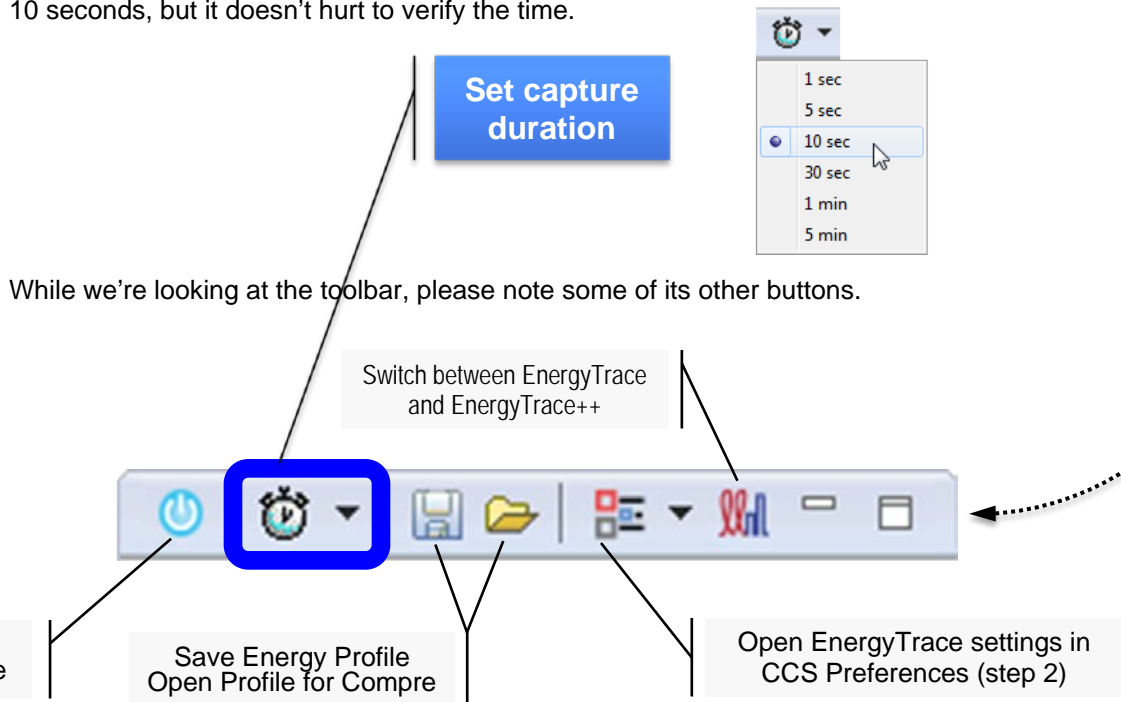 10 seconds, but it doesn’t hurt to verify the time.
Set capture
duration
1 sec
5 sec
10 sec
30 sec
1 min
5 min
While we’re looking at the toolbar, please note some of its other buttons.
Switch between EnergyTrace
and EnergyTrace++
Save Energy Profile
Open Profile for Compre
Open EnergyTrace settings in
CCS Preferences (step 2)